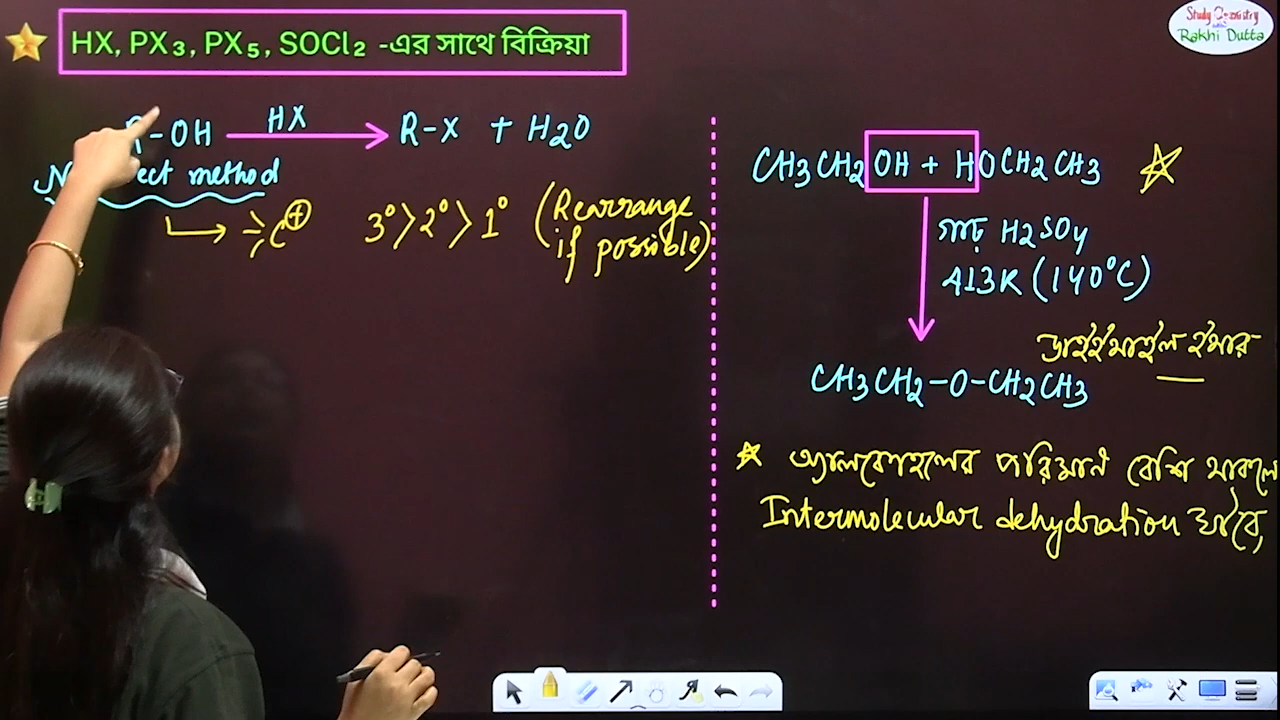 HX, PX₃, PX₅, SOCl₂ -এর সাথে বিক্রিয়া
Study Chemistry
with
Rakhi Dutta
R-OH HX R-X + H2O
method
C⊕ 3° > 2° > 1° (Rearrange
if possible)
CH3CH2OH + HOCH2CH3
গাঢ় H2SO4
413K (140°C)
ডাইইথাইল ইথার
CH3CH2-O-CH2CH3
অ্যালকোহলের পরিমাণ বেশি থাকলে
Intermolecular dehydration হবে,